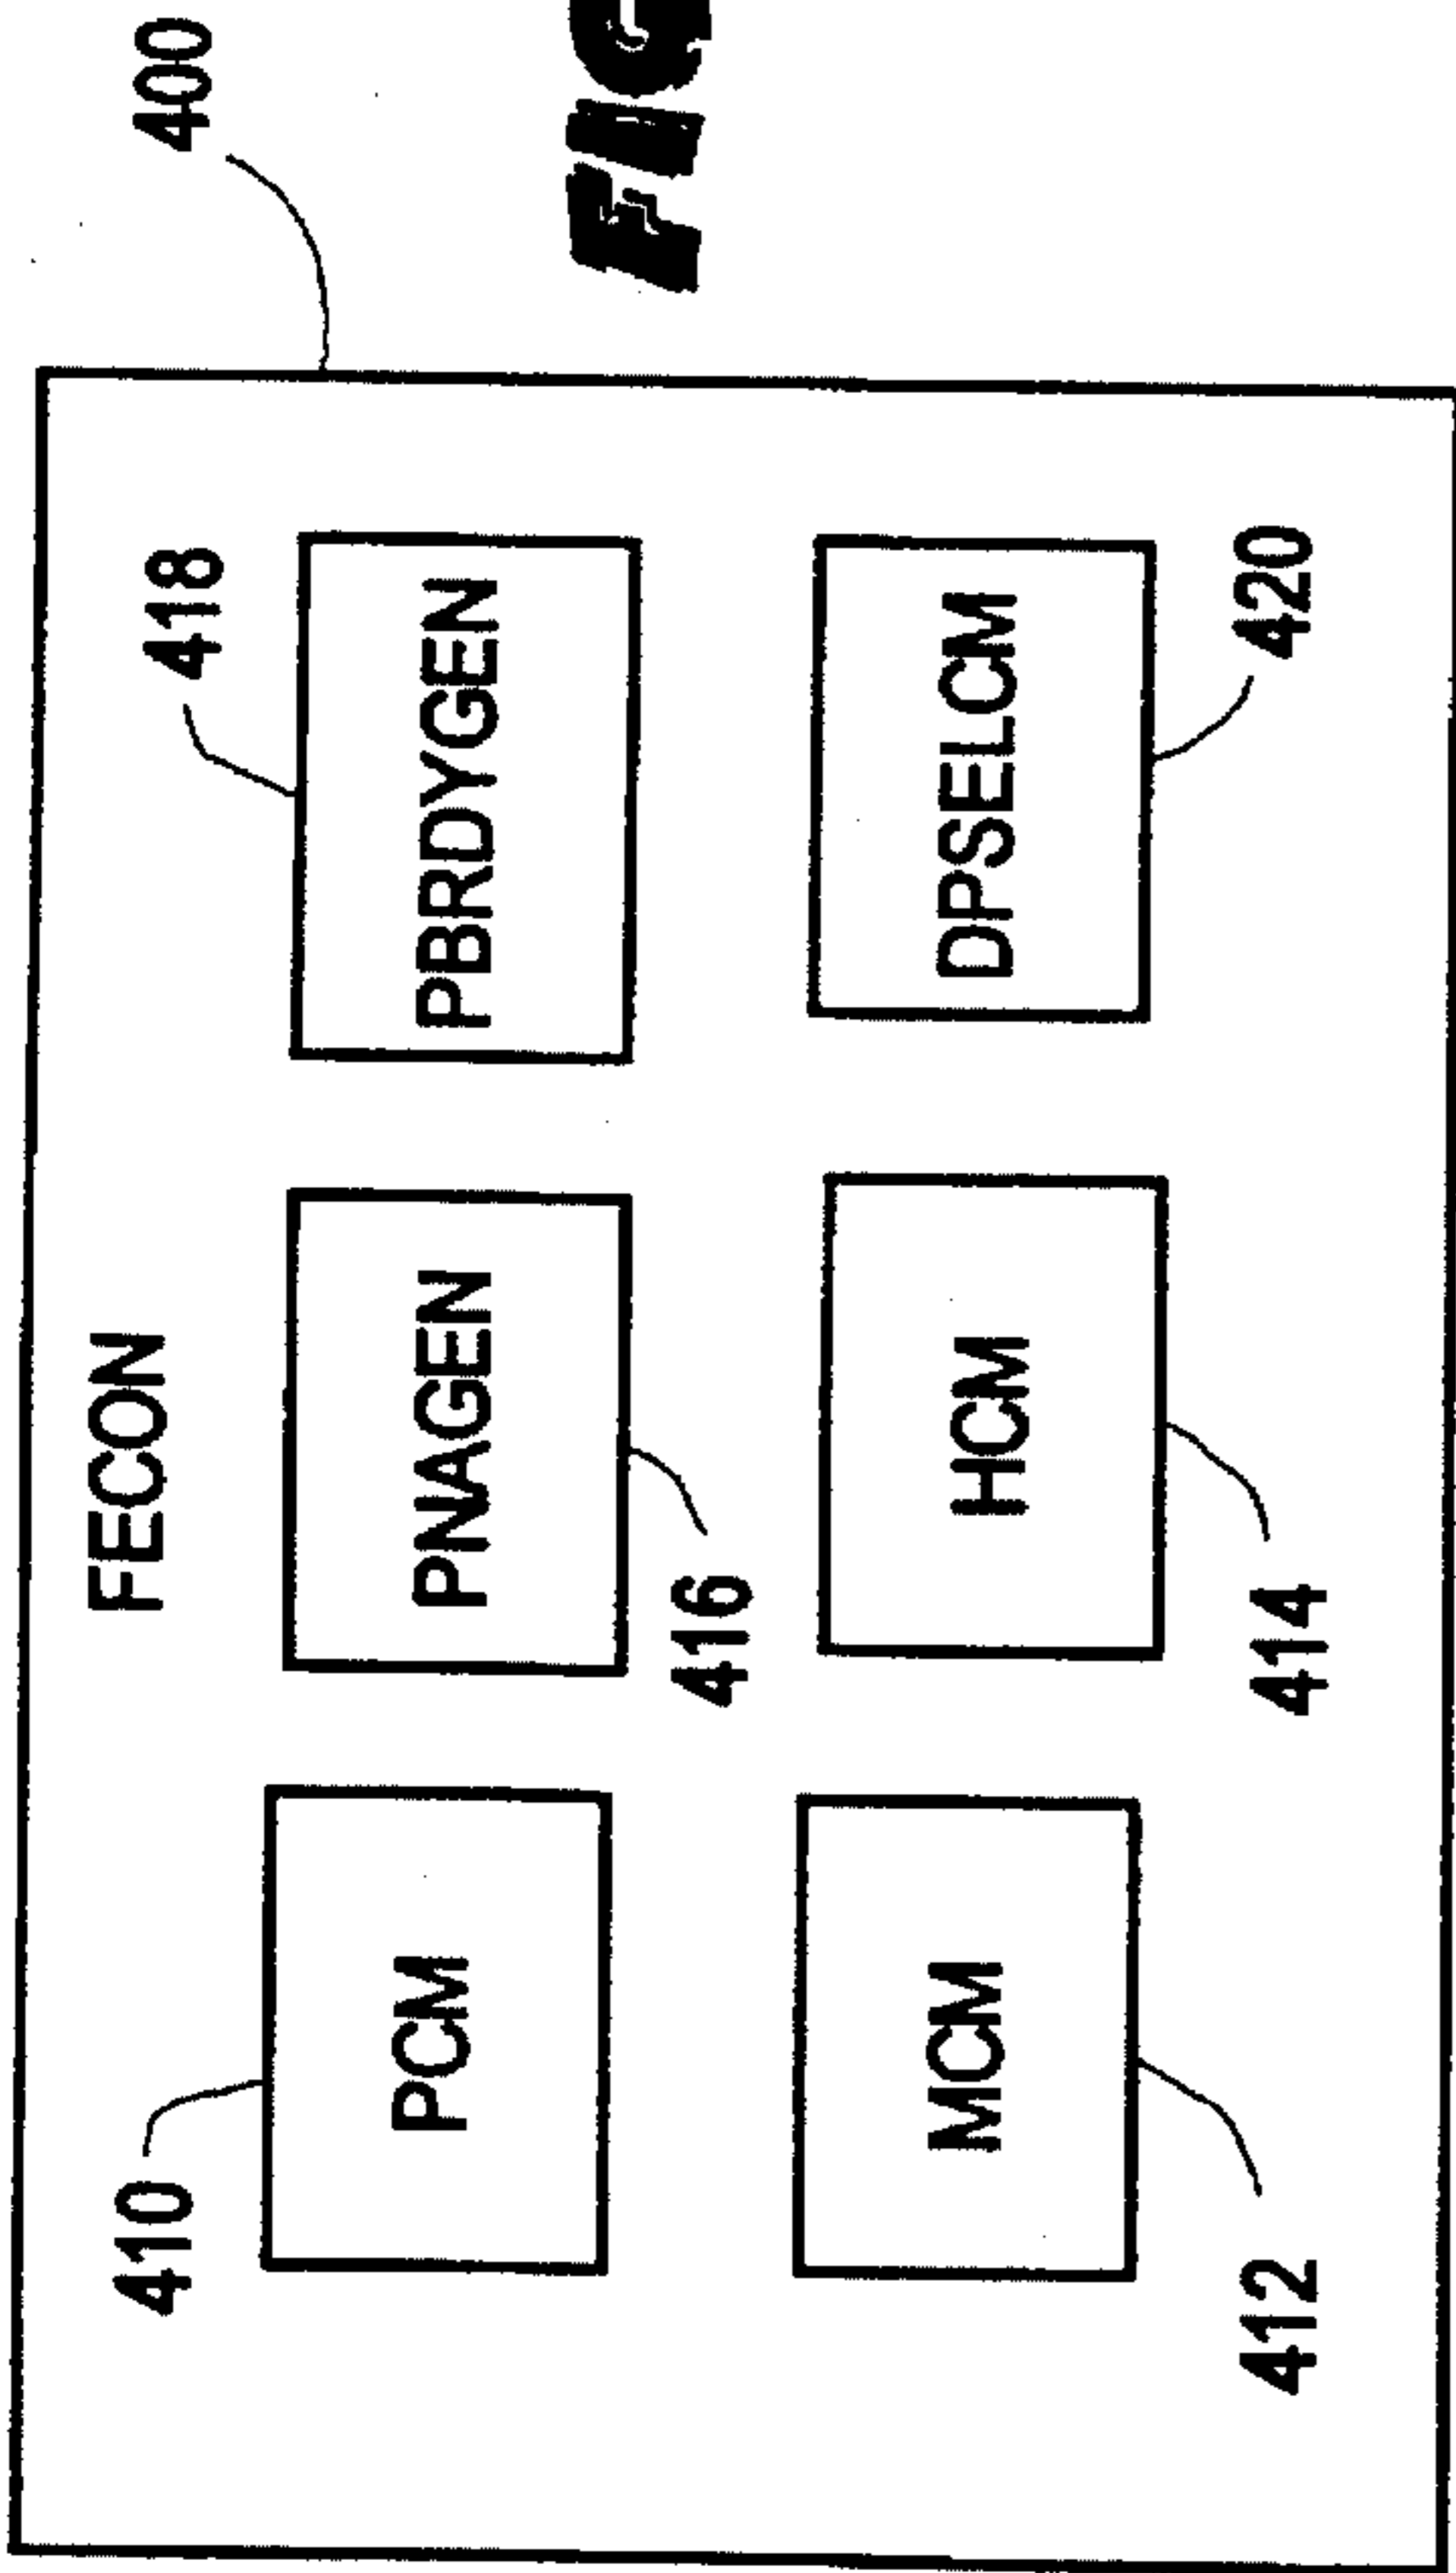 FECON
400
410
418
PCM
PNAGEN
PBRDYGEN
416
MCM
HCM
DPSELCM
412
414
420